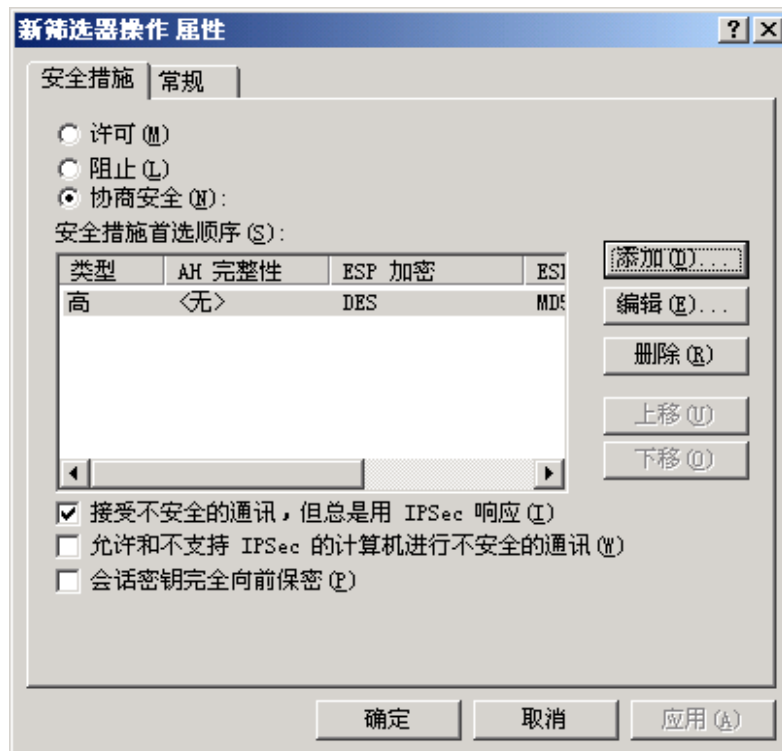 新筛选器操作 属性
安全措施 常规
许可(M)
阻止(L)
协商安全(N):
安全措施首选顺序(S):
类型 AH 完整性 ESP 加密
高 <无> DES
添加(D)...
编辑(E)...
删除(R)
上移(U)
下移(O)
接受不安全的通讯，但总是用 IPSec 响应(I)
允许和不支持 IPSec 的计算机进行不安全的通讯(W)
会话密钥完全向前保密(P)
确定 取消 应用(A)